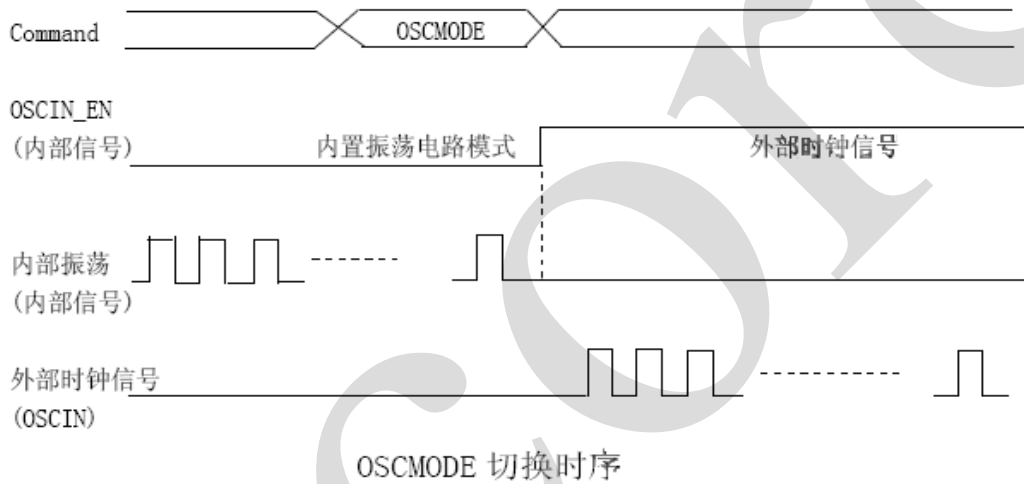 Command
OSCMODE
OSCIN_EN
(内部信号)
内置振荡电路模式
外部时钟信号
内部振荡
(内部信号)
外部时钟信号
(OSCIN)
OSCMODE 切换时序